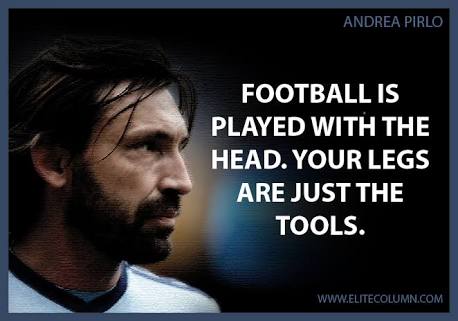 ANDREA PIRLO
FOOTBALL IS
PLAYED WITH THE
HEAD. YOUR LEGS
ARE JUST THE
TOOLS.
WWW.ELITECOLUMN.COM